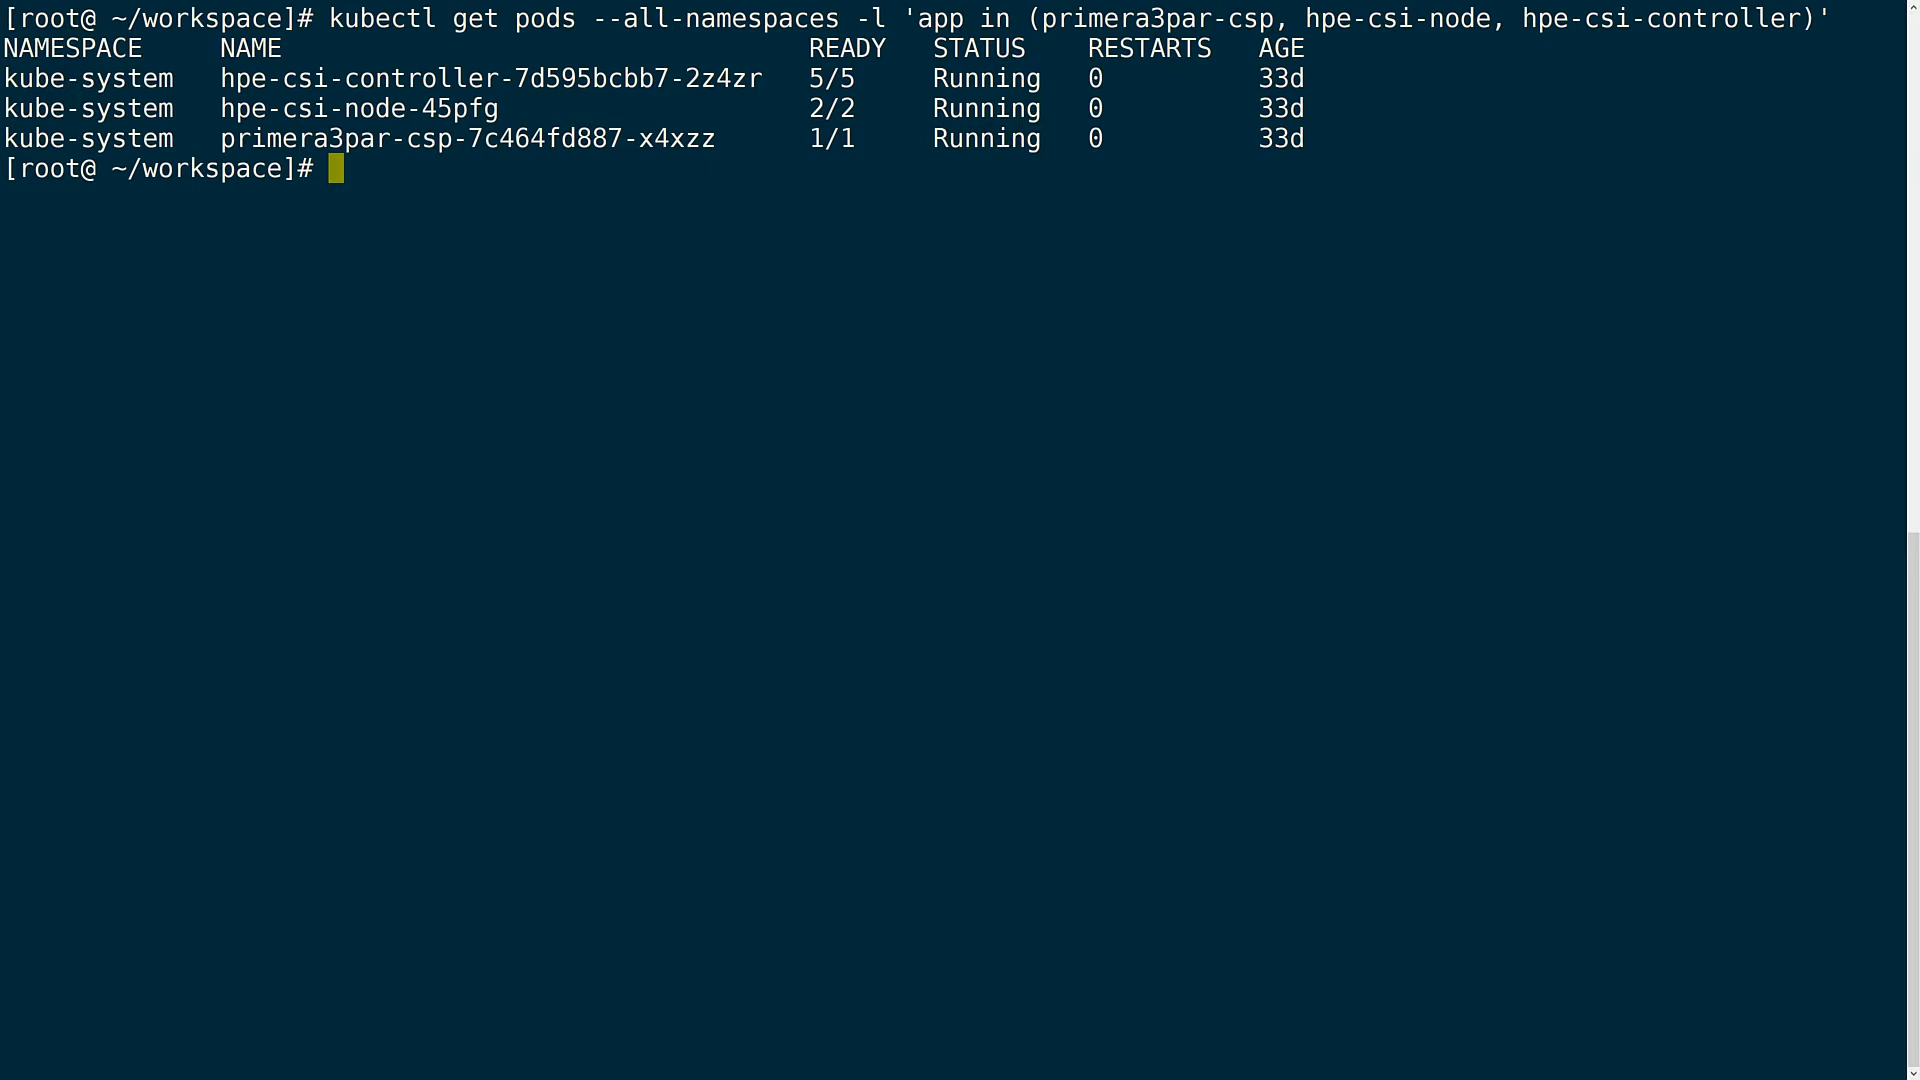 [root@ ~/workspace]# kubectl get pods --all-namespaces -l 'app in (primera3par-csp, hpe-csi-node, hpe-csi-controller)'
NAMESPACE     NAME                                  READY   STATUS    RESTARTS   AGE
kube-system   hpe-csi-controller-7d595bcbb7-2z4zr   5/5     Running   0          33d
kube-system   hpe-csi-node-45pfg                    2/2     Running   0          33d
kube-system   primera3par-csp-7c464fd887-x4xzz      1/1     Running   0          33d
[root@ ~/workspace]#